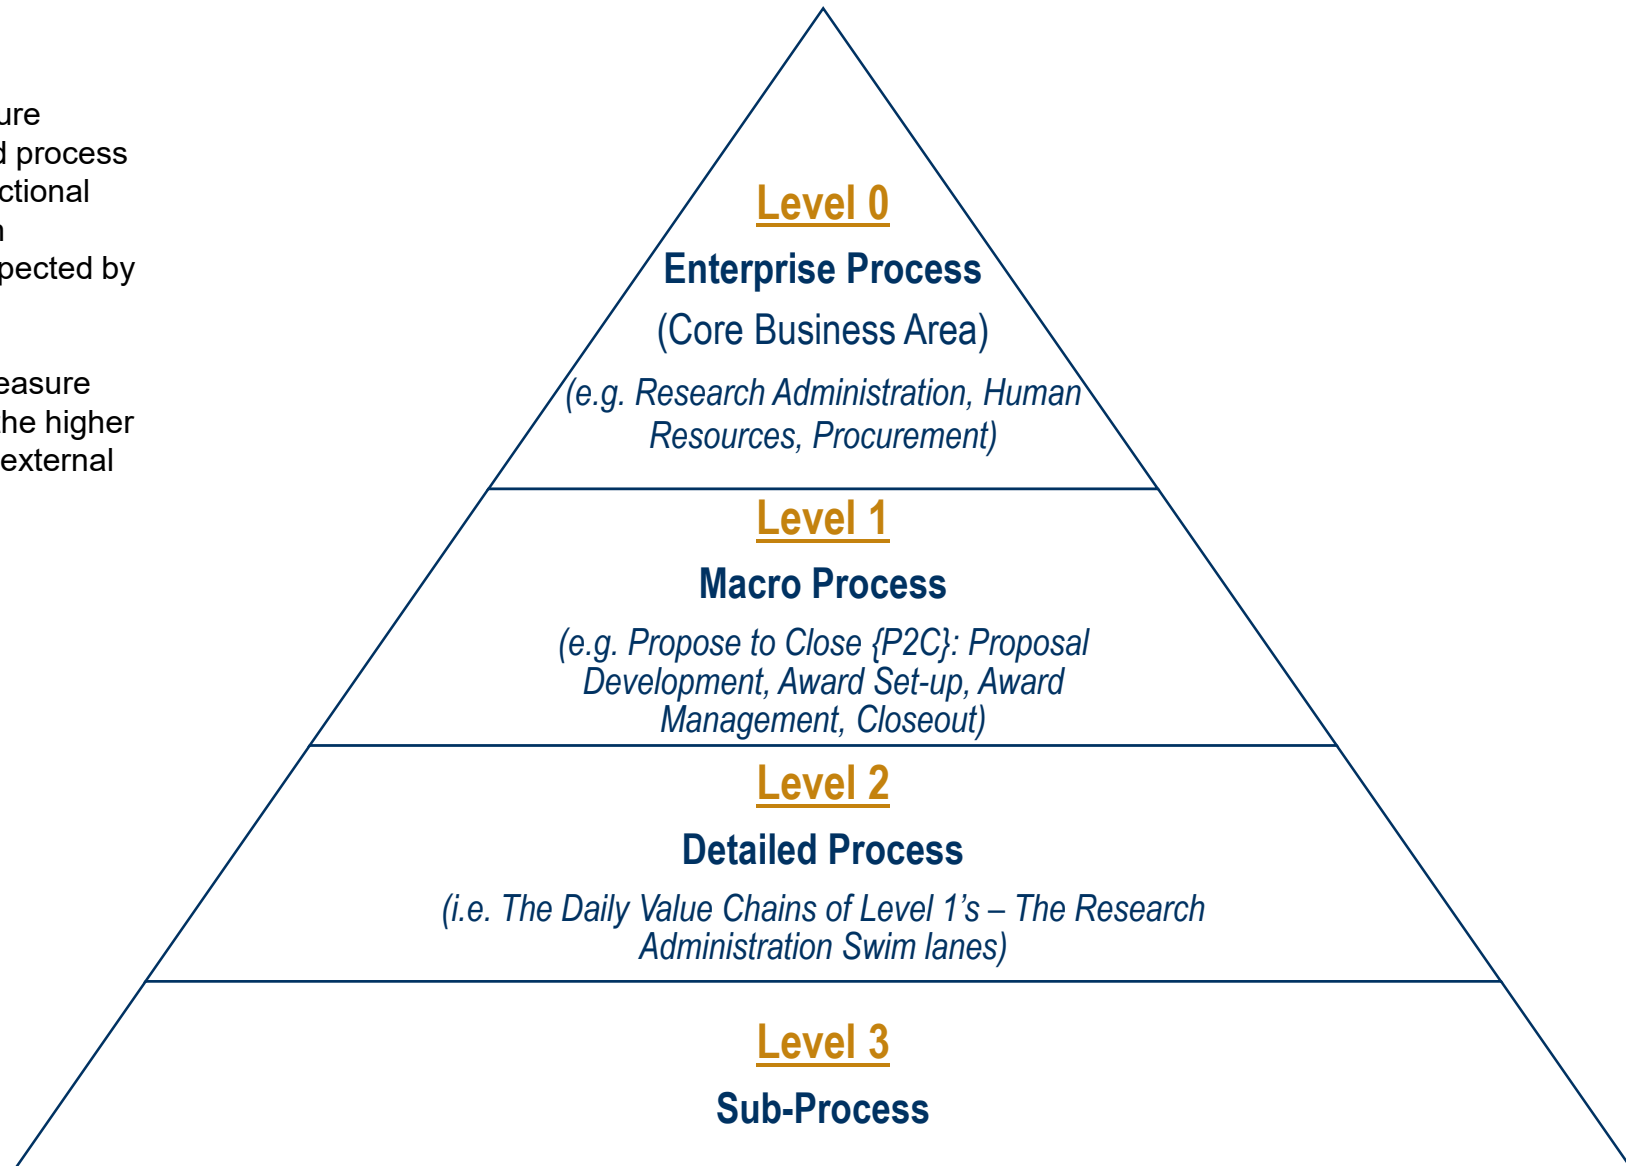 ure
d process
ctional
n
pected by
easure
the higher
external
Level 0
Enterprise Process
(Core Business Area)
(e.g. Research Administration, Human
Resources, Procurement)
Level 1
Macro Process
(e.g. Propose to Close {P2C}: Proposal
Development, Award Set-up, Award
Management, Closeout)
Level 2
Detailed Process
(i.e. The Daily Value Chains of Level 1’s – The Research
Administration Swim lanes)
Level 3
Sub-Process